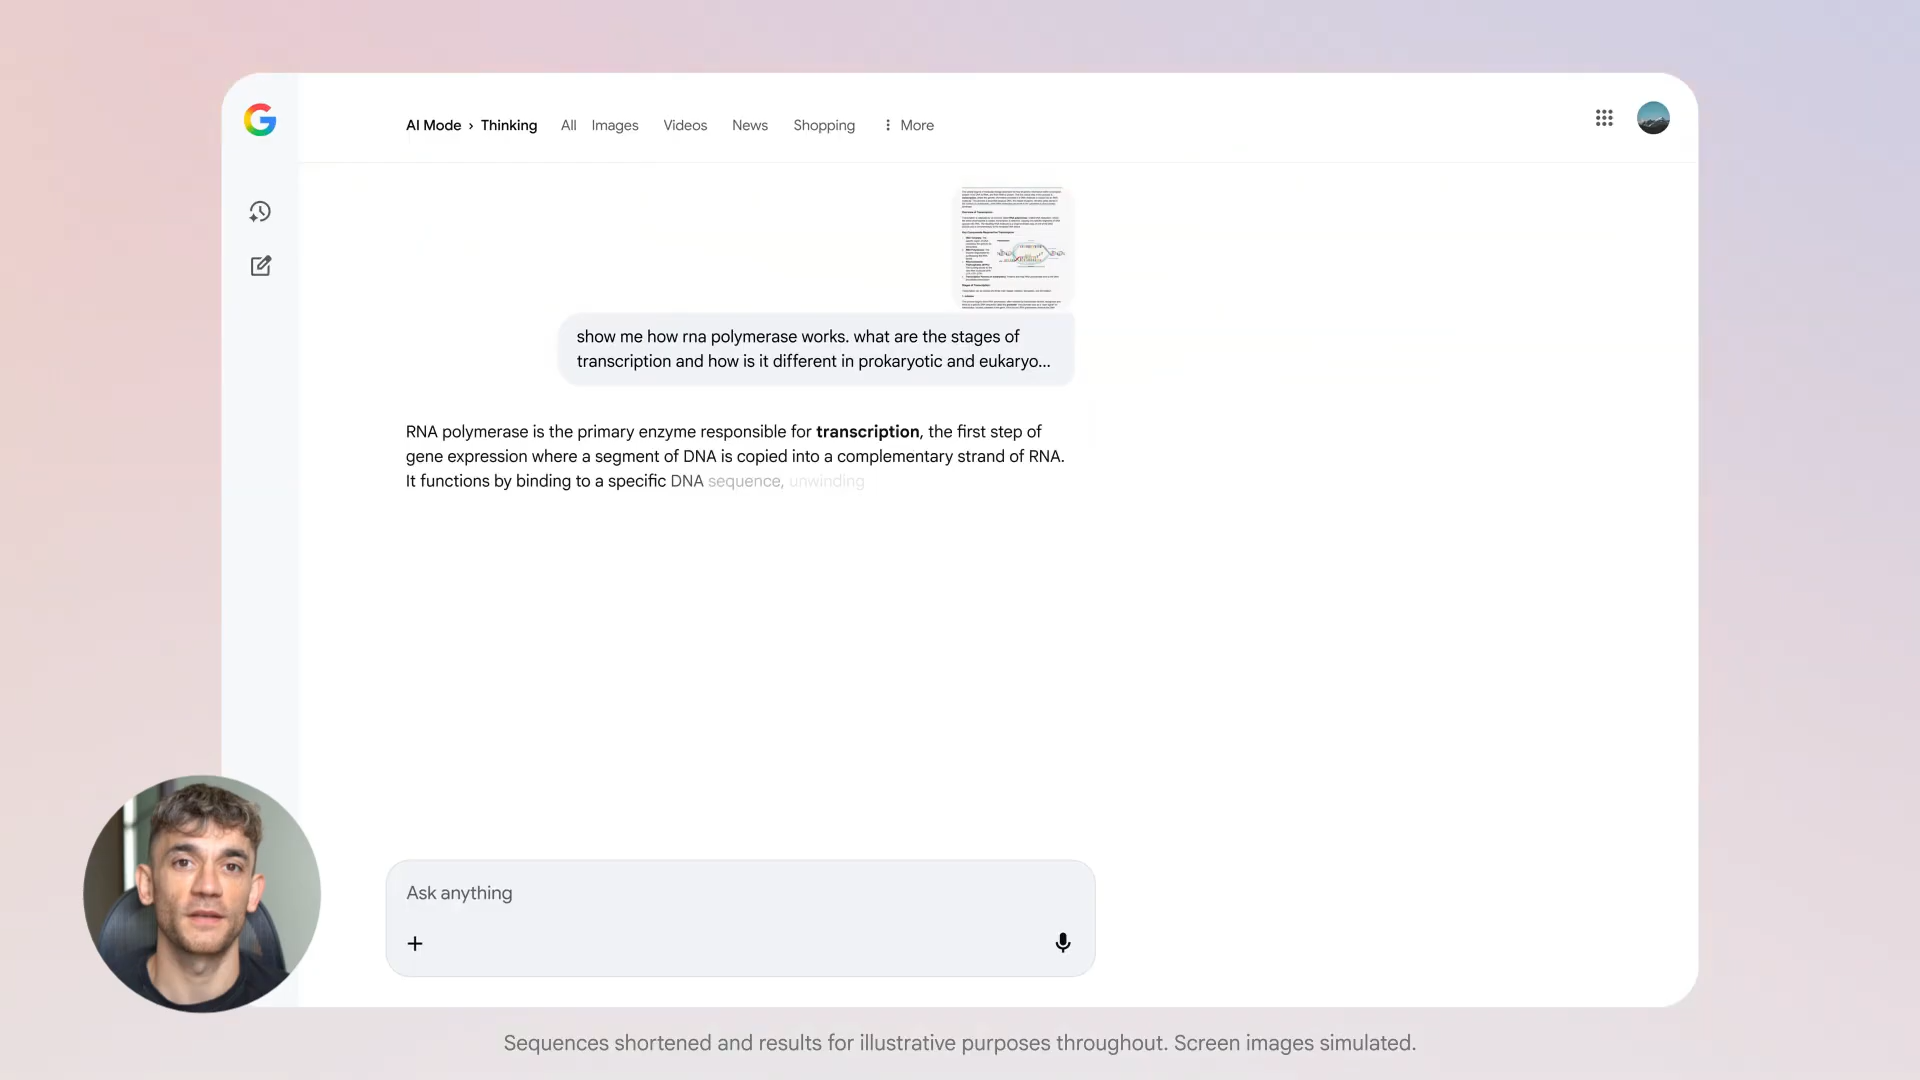 AI Mode › Thinking All Images Videos News Shopping More
show me how rna polymerase works. what are the stages of
transcription and how is it different in prokaryotic and eukaryo...
RNA polymerase is the primary enzyme responsible for transcription, the first step of
gene expression where a segment of DNA is copied into a complementary strand of RNA.
It functions by binding to a specific DNA sequence, unwinding
Ask anything
Sequences shortened and results for illustrative purposes throughout. Screen images simulated.